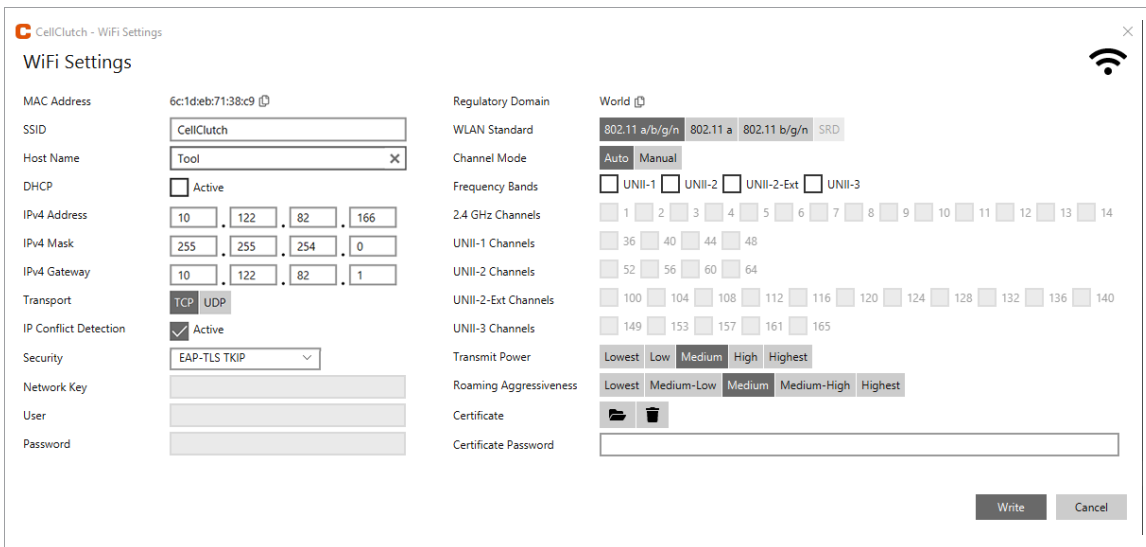 CellClutch - WiFi Settings
WiFi Settings
MAC Address 6c:1d:eb:71:38:c9
SSID CellClutch
Host Name Tool
DHCP Active
IPv4 Address 10 . 122 . 82 . 166
IPv4 Mask 255 . 255 . 254 . 0
IPv4 Gateway 10 . 122 . 82 . 1
Transport TCP UDP
IP Conflict Detection Active
Security EAP-TLS TKIP
Network Key
User
Password
Regulatory Domain World
WLAN Standard 802.11 a/b/g/n 802.11 a 802.11 b/g/n SRD
Channel Mode Auto Manual
Frequency Bands UNII-1 UNII-2 UNII-2-Ext UNII-3
2.4 GHz Channels 1 2 3 4 5 6 7 8 9 10 11 12 13 14
UNII-1 Channels 36 40 44 48
UNII-2 Channels 52 56 60 64
UNII-2-Ext Channels 100 104 108 112 116 120 124 128 132 136 140
UNII-3 Channels 149 153 157 161 165
Transmit Power Lowest Low Medium High Highest
Roaming Aggressiveness Lowest Medium-Low Medium Medium-High Highest
Certificate
Certificate Password
Write Cancel